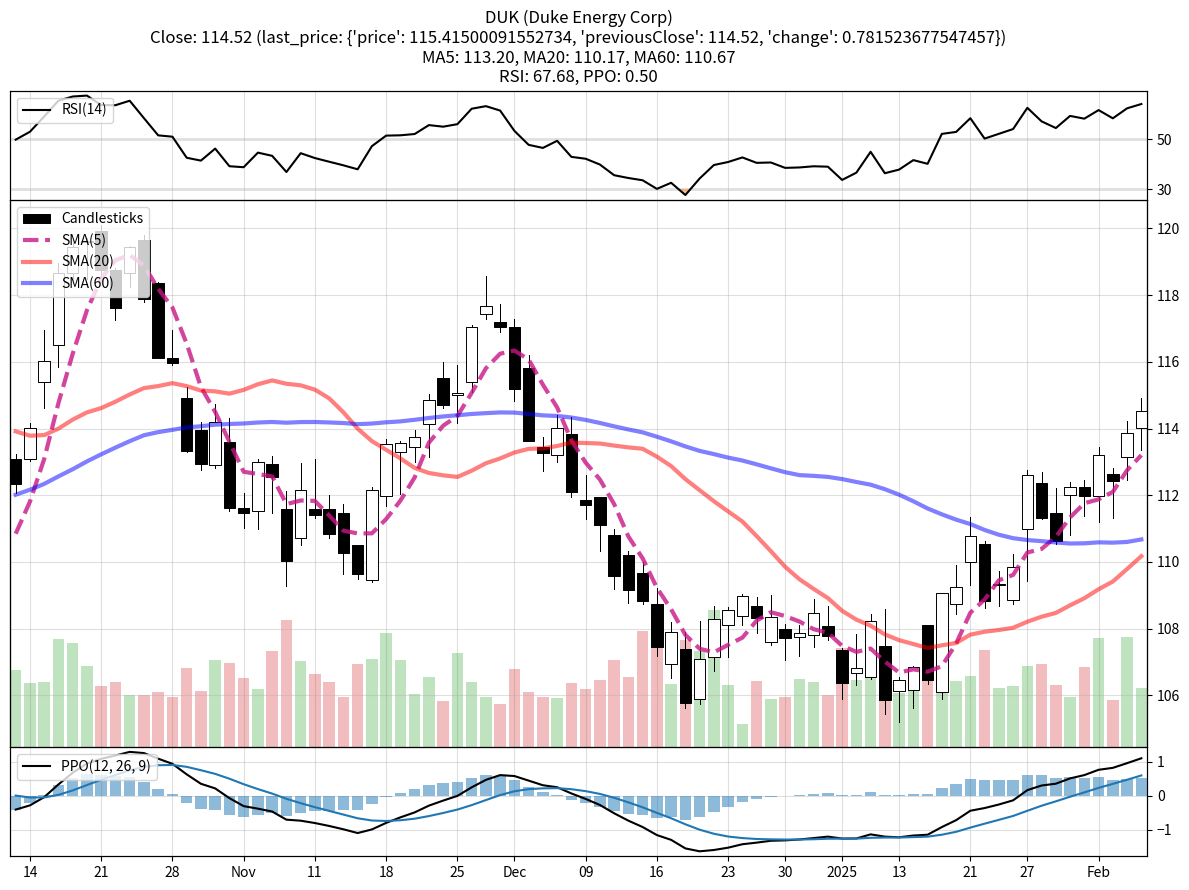 DUK (Duke Energy Corp)
Close: 114.52 (last_price: {'price': 115.41500091552734, 'previousClose': 114.52, 'change': 0.781523677547457})
MA5: 113.20, MA20: 110.17, MA60: 110.67
RSI: 67.68, PPO: 0.50
RSI(14)
50
30
Candlesticks
SMA(5)
SMA(20)
SMA(60)
120
118
116
114
112
110
108
106
PPO(12, 26, 9)
1
0
−1
14 21 28 Nov 11 18 25 Dec 09 16 23 30 2025 13 21 27 Feb